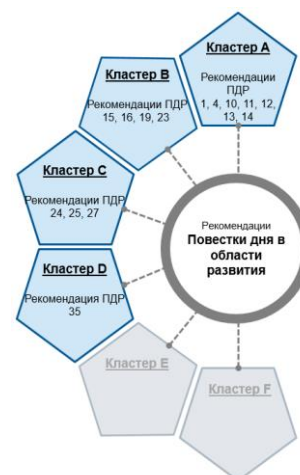 Кластер A
Рекомендации
ПДР
1, 4, 10, 11, 12,
13, 14
Кластер B
Рекомендации ПДР
15, 16, 19, 23
Кластер C
Рекомендации ПДР
24, 25, 27
Кластер D
Рекомендация ПДР
35
Кластер E
Кластер F
Рекомендации
Повестки дня в
области
развития